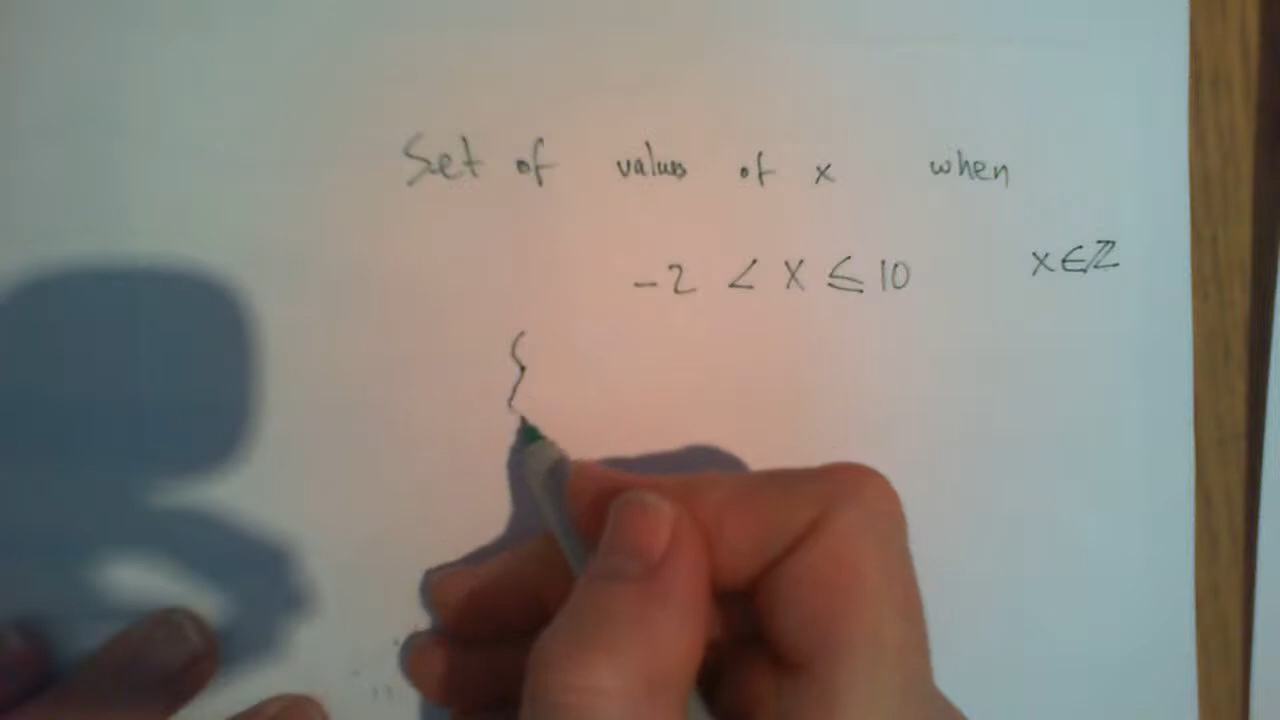 Set of values of x when
-2 < x ≤ 10 x∈ℤ
{